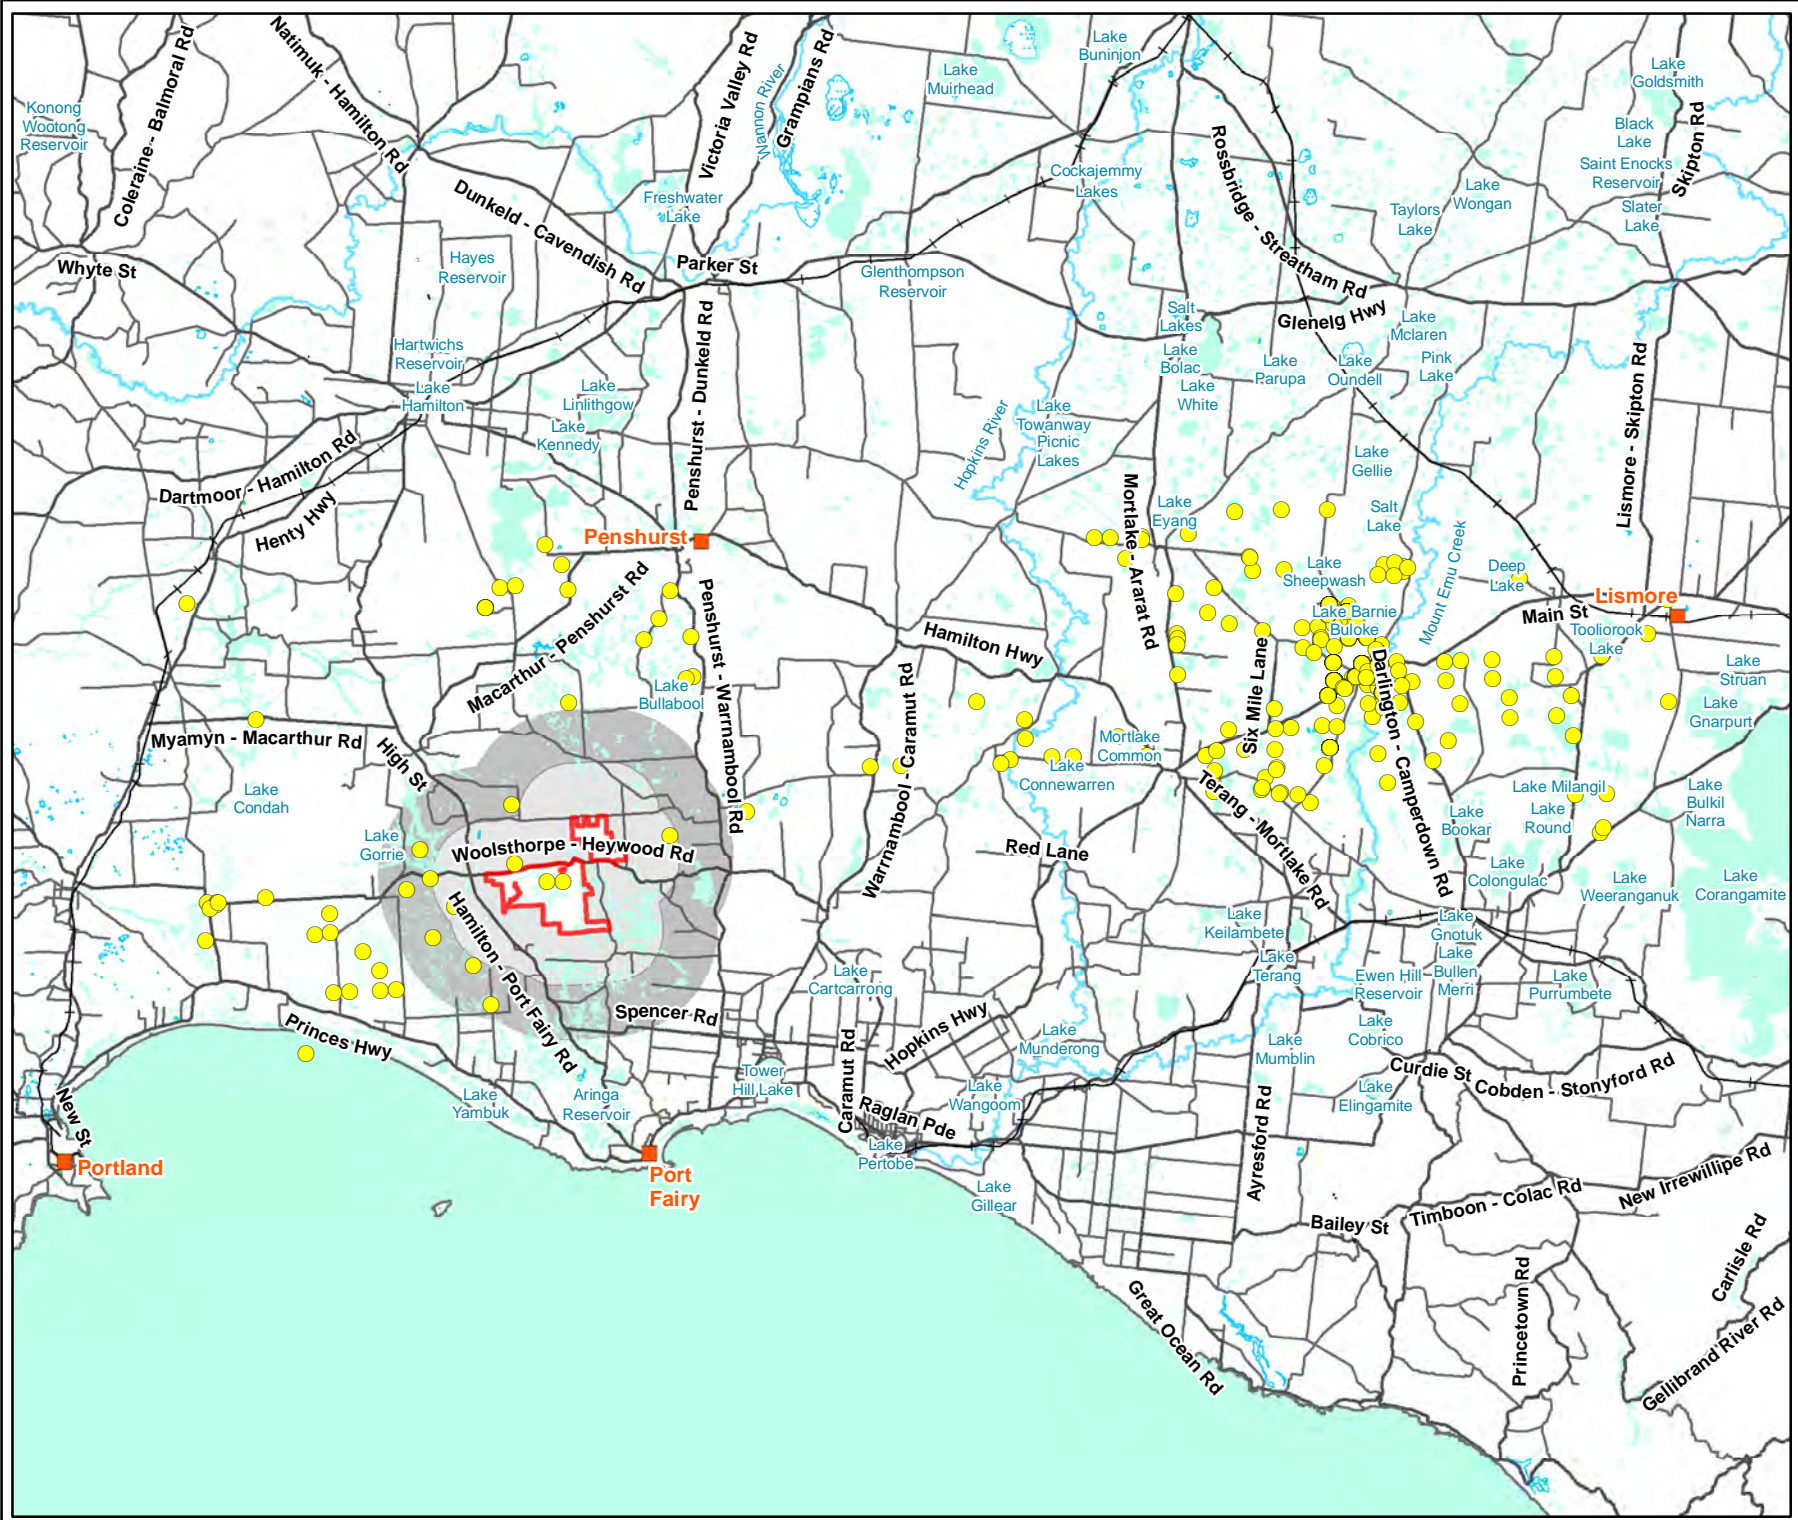 Natimuk - Hamilton Rd
Coleraine - Balmoral Rd
Victoria Valley Rd
Wannon River
Grampians Rd
Lake
Muirhead
Lake
Buninjon
Lake
Goldsmith
Konong
Wootong
Reservoir
Black
Lake
Skipton Rd
Saint Enocks
Reservoir
Slater
Lake
Rossbridge - Streatham Rd
Cockajemmy
Lakes
Lake
Wongan
Taylors
Lake
Freshwater
Lake
Dunkeld - Cavendish Rd
Whyte St
Hayes
Reservoir
Parker St
Glenthompson
Reservoir
Salt
Lakes
Glenelg Hwy
Lake
Mclaren
Hartwichs
Reservoir
Penshurst - Dunkeld Rd
Lake
Bolac
Lake
Parupa
Lake
Oundell
Pink
Lake
Lismore - Skipton Rd
Lake
Hamilton
Lake
Linlithgow
Lake
White
Lake
Kennedy
Hopkins River
Lake
Towanway
Picnic
Lakes
Lake
Gellie
Dartmoor - Hamilton Rd
Henty Hwy
Mortlake - Ararat Rd
Lake
Eyang
Salt
Lake
Penshurst
Mount Emu Creek
Lake
Sheepwash
Deep
Lake
Lismore
Macarthur - Penshurst Rd
Penshurst - Warrnambool Rd
Hamilton Hwy
Lake Barnie
Buloke
Main St
Tooliorook
Lake
Lake
Struan
Lake
Bullabool
Warrnambool - Caramut Rd
Six Mile Lane
Darlington - Camperdown Rd
Lake
Gnarpurt
Myamyn - Macarthur Rd
High St
Mortlake
Common
Lake
Connewarren
Lake
Condah
Terang - Mortlake Rd
Lake Milangil
Lake
Bulkil
Narra
Lake
Bookar
Lake
Round
Lake
Gorrie
Woolsthorpe - Heywood Rd
Red Lane
Lake
Colongulac
Lake
Weeranganuk
Lake
Corangamite
Hamilton - Port Fairy Rd
Lake
Keilambete
Lake
Gnotuk
Lake
Bullen
Merri
Lake
Terang
Ewen Hill
Reservoir
Lake
Purrumbete
Lake
Cartcarrong
Spencer Rd
Princes Hwy
Hopkins Hwy
Lake
Munderong
Lake
Mumblin
Lake
Cobrico
Curdie St
Cobden - Stonyford Rd
Caramut Rd
Tower
Hill Lake
Lake
Yambuk
Aringa
Reservoir
Lake
Wangoom
Raglan Pde
Lake
Elingamite
New St
Ayresford Rd
Lake
Pertobe
Portland
Port
Fairy
Lake
Gillear
Bailey St
Timboon - Colac Rd
New Irrewillipe Rd
Great Ocean Rd
Princetown Rd
Carlisle Rd
Gellibrand River Rd